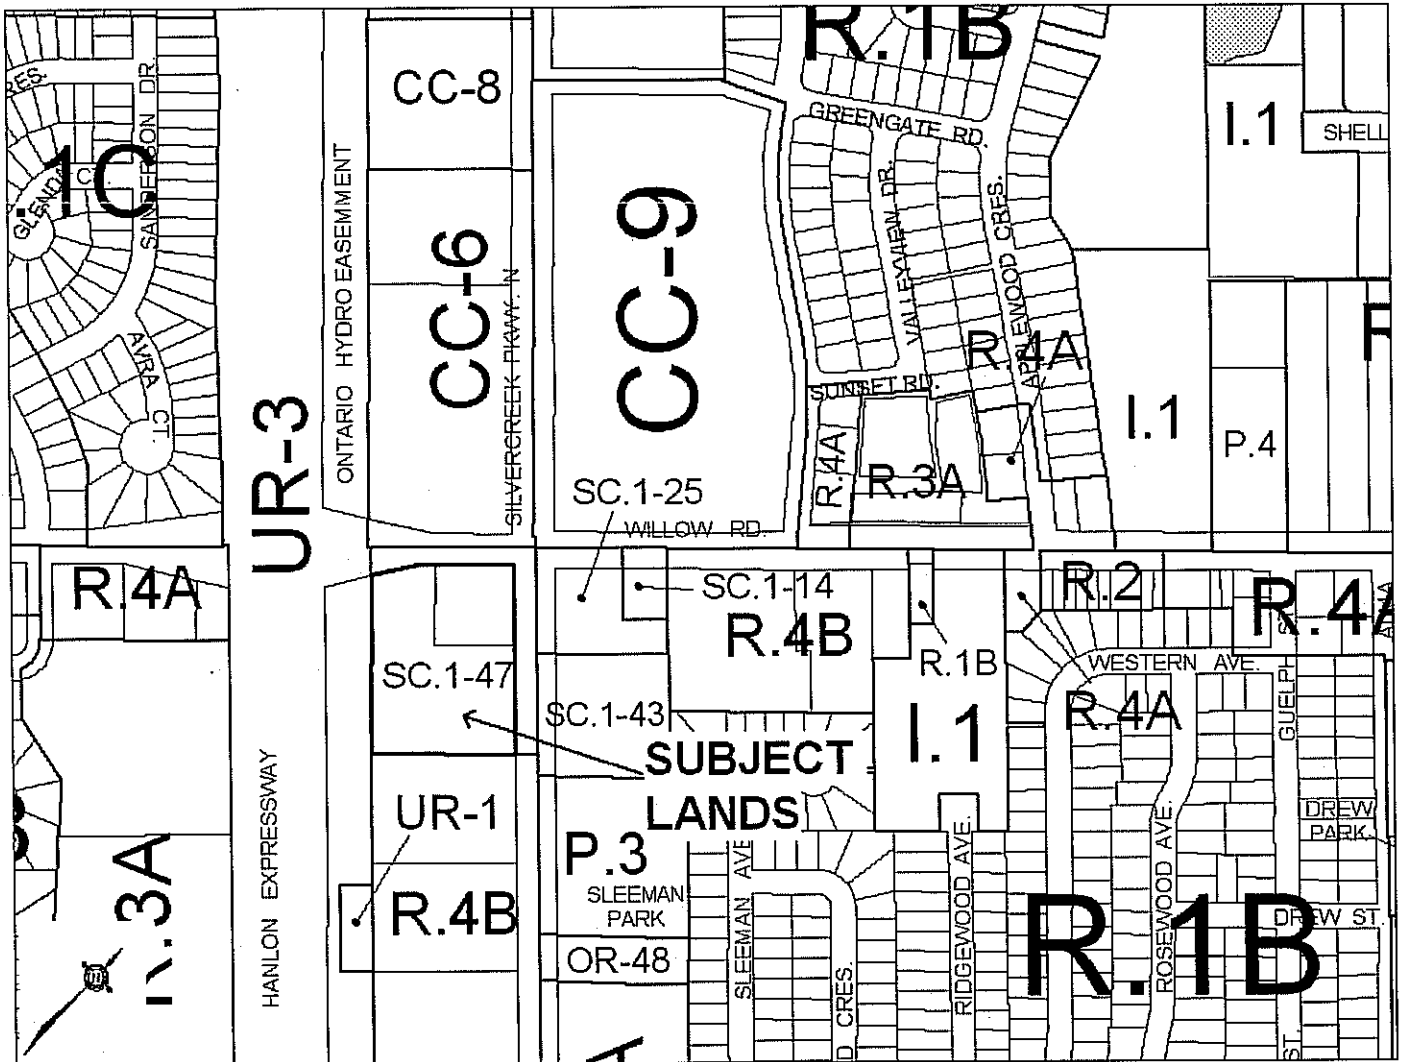 R.1B
CC-8
I.1
SHELL
GREENGATE RD.
SANDERSON DR.
.1C
ONTARIO HYDRO EASEMMENT
CC-6
CC-9
VALLEYVIEW DR.
APPLEWOOD CRES.
SILVERCREEK PKWY. N
AVRA CT.
R.4A
SUNSET RD.
UR-3
I.1
P.4
R.4A
R.3A
SC.1-25
WILLOW RD.
R.4A
SC.1-14
R.4B
R.2
R.4A
R.1B
WESTERN AVE.
SC.1-47
SC.1-43
R.4A
SUBJECT
LANDS
I.1
GUELPH
HANLON EXPRESSWAY
UR-1
P.3
SLEEMAN
PARK
SLEEMAN AVE
RIDGEWOOD AVE.
ROSEWOOD AVE.
DREW
PARK
R.3A
R.4B
R.1B
DREW ST.
OR-48
D CRES.
ST.